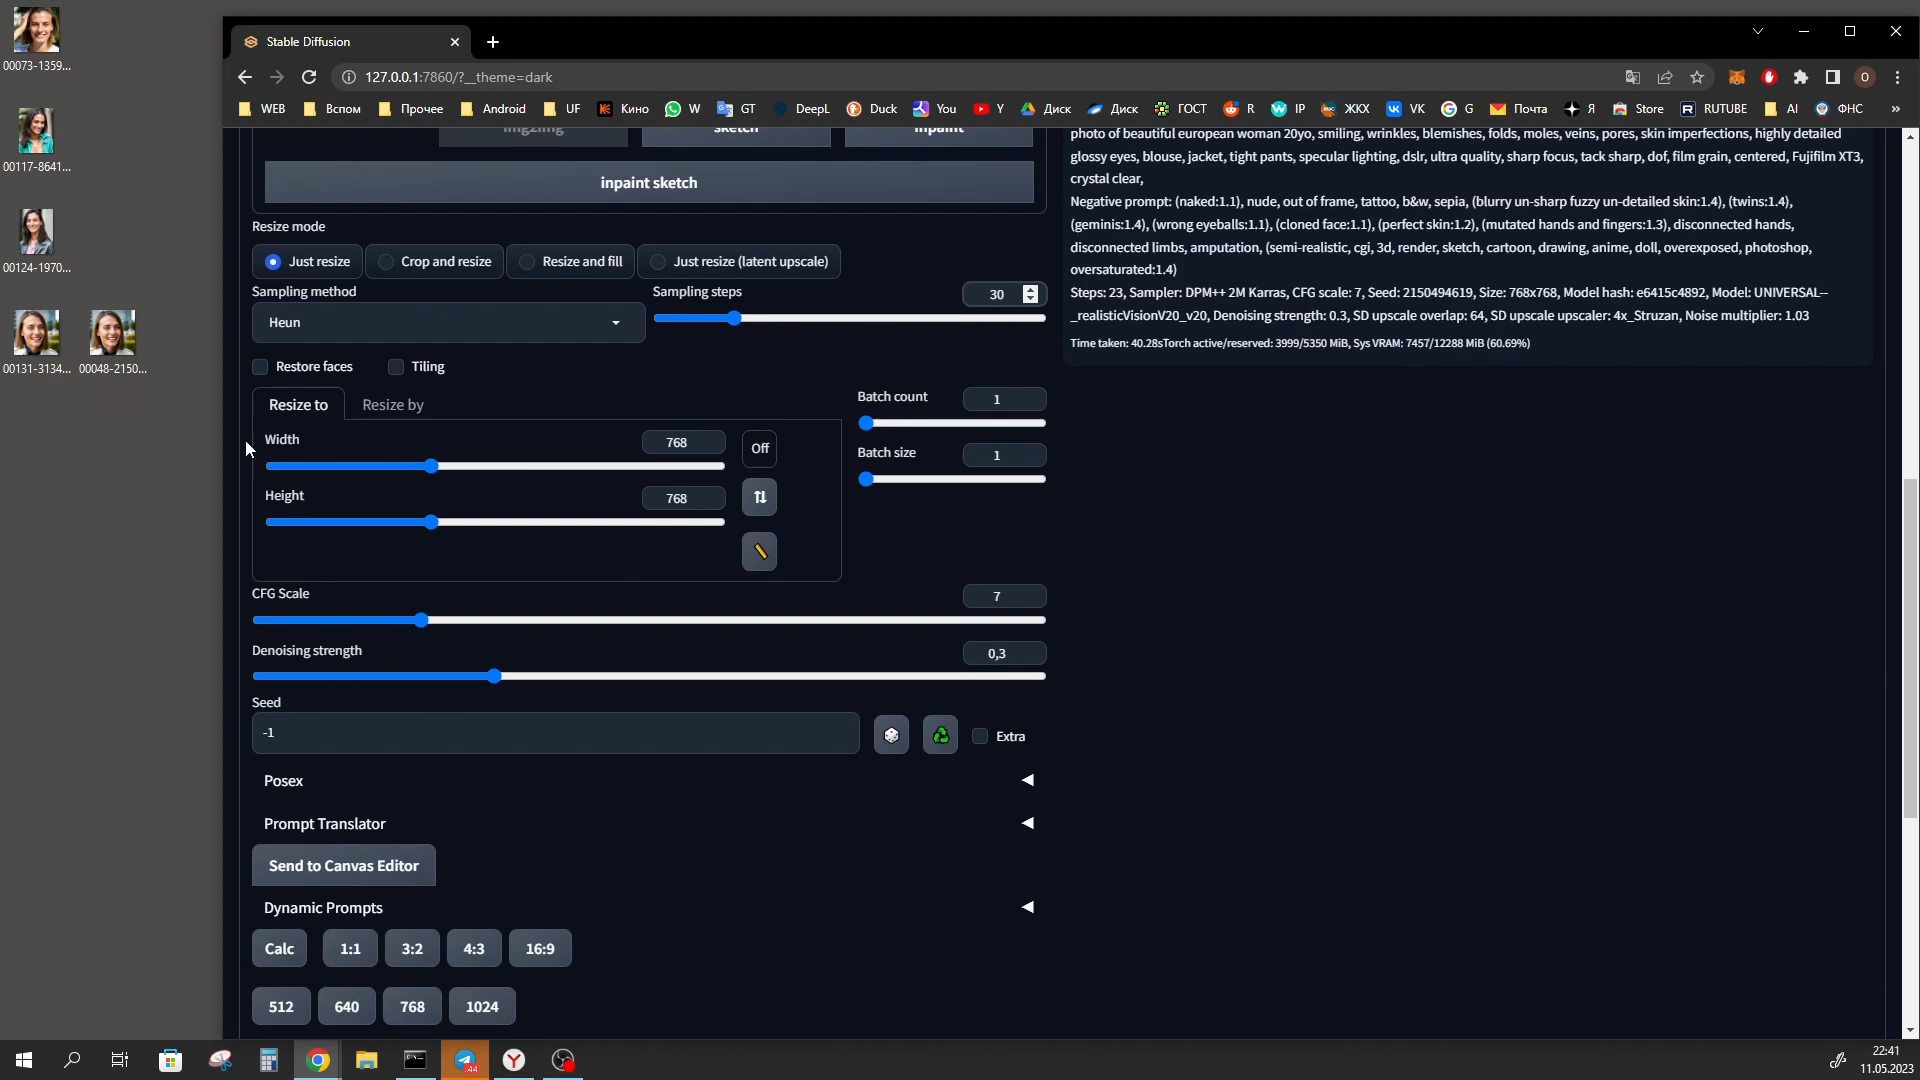 00073-1359...
00117-8641...
00124-1970...
00131-3134... 00048-2150...
Stable Diffusion
127.0.0.1:7860/?__theme=dark
O
WEB Вспом Прочее Android UF Кино W GT DeepL Duck You Y Диск Диск ГОСТ R IP ЖКХ VK G Почта Я Store RUTUBE AI ФНС »
img2img sketch inpaint
inpaint sketch
Resize mode
Just resize Crop and resize Resize and fill Just resize (latent upscale)
Sampling method
Heun
Sampling steps 30
Restore faces Tiling
Resize to Resize by
Width 768
Off
Height 768
Batch count 1
Batch size 1
CFG Scale 7
Denoising strength 0,3
Seed
-1
Extra
Posex
Prompt Translator
Send to Canvas Editor
Dynamic Prompts
Calc 1:1 3:2 4:3 16:9
512 640 768 1024
photo of beautiful european woman 20yo, smiling, wrinkles, blemishes, folds, moles, veins, pores, skin imperfections, highly detailed
glossy eyes, blouse, jacket, tight pants, specular lighting, dslr, ultra quality, sharp focus, tack sharp, dof, film grain, centered, Fujifilm XT3,
crystal clear,
Negative prompt: (naked:1.1), nude, out of frame, tattoo, b&w, sepia, (blurry un-sharp fuzzy un-detailed skin:1.4), (twins:1.4),
(geminis:1.4), (wrong eyeballs:1.1), (cloned face:1.1), (perfect skin:1.2), (mutated hands and fingers:1.3), disconnected hands,
disconnected limbs, amputation, (semi-realistic, cgi, 3d, render, sketch, cartoon, drawing, anime, doll, overexposed, photoshop,
oversaturated:1.4)
Steps: 23, Sampler: DPM++ 2M Karras, CFG scale: 7, Seed: 2150494619, Size: 768x768, Model hash: e6415c4892, Model: UNIVERSAL--
_realisticVisionV20_v20, Denoising strength: 0.3, SD upscale overlap: 64, SD upscale upscaler: 4x_Struzan, Noise multiplier: 1.03
Time taken: 40.28sTorch active/reserved: 3999/5350 MiB, Sys VRAM: 7457/12288 MiB (60.69%)
44
22:41
11.05.2023